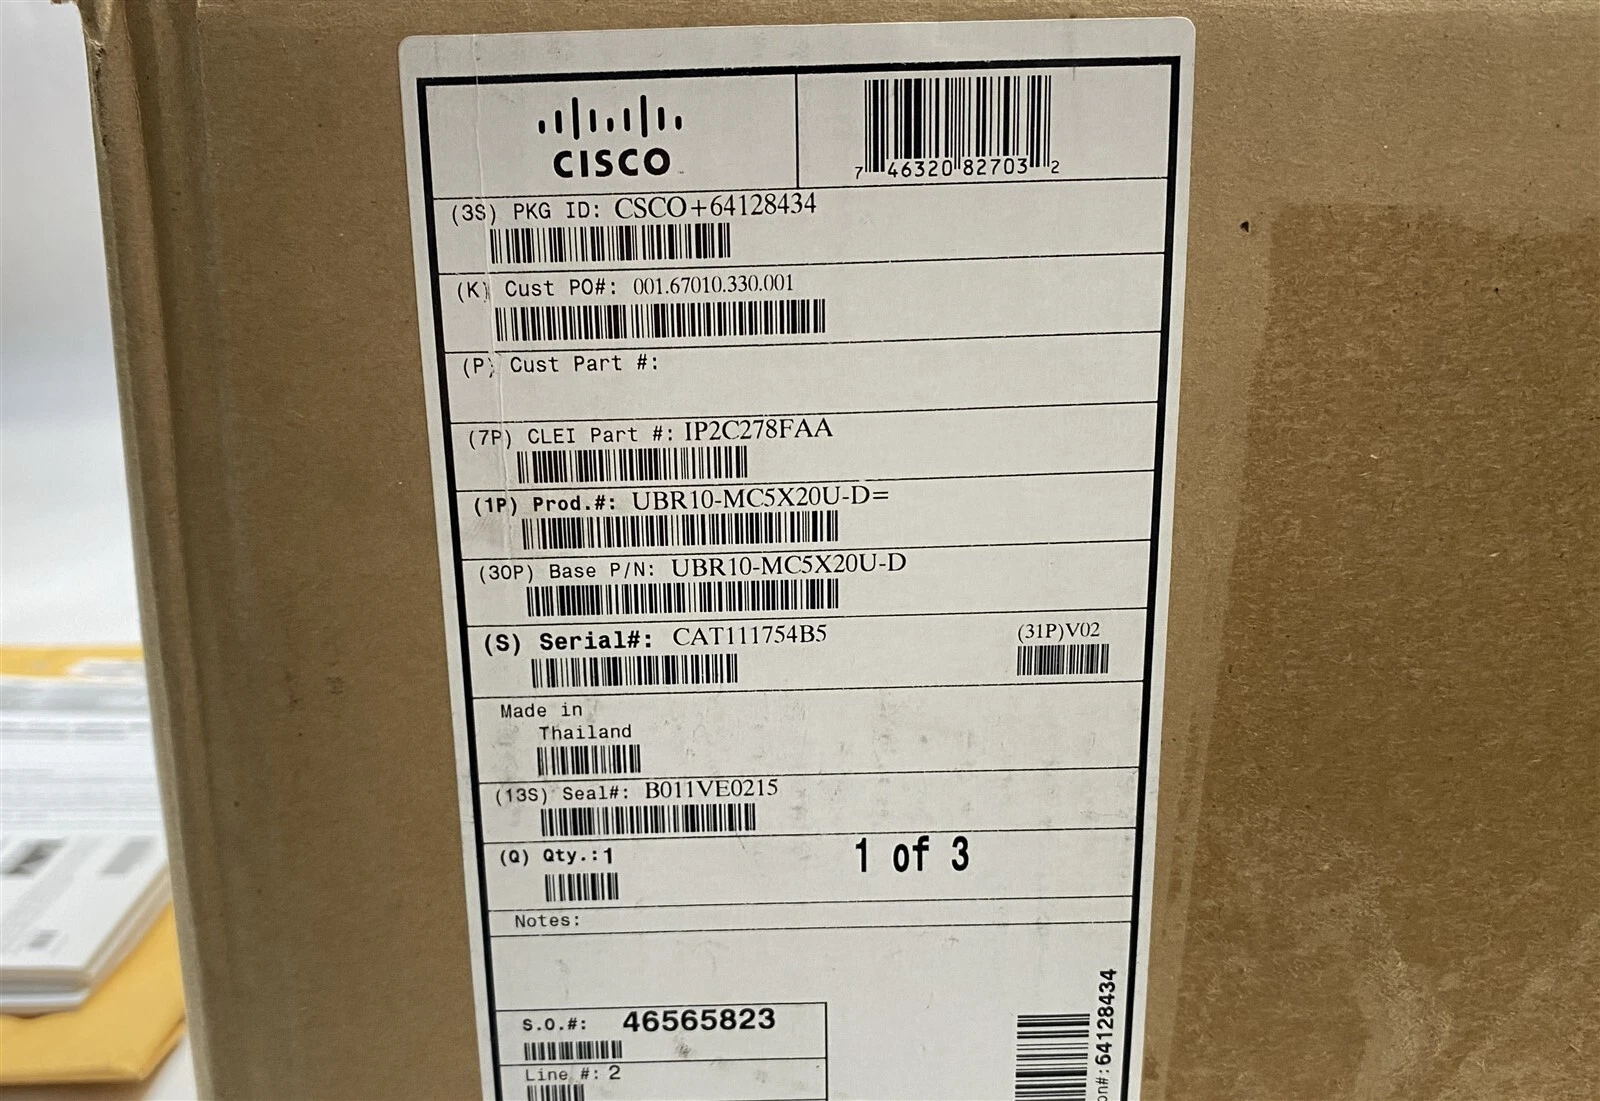 CISCO
7 46320 82703 2
(3S) PKG ID: CSCO+64128434
(K) Cust PO#: 001.67010.330.001
(P) Cust Part #:
(7P) CLEI Part #: IP2C278FAA
(1P) Prod.#: UBR10-MC5X20U-D=
(30P) Base P/N: UBR10-MC5X20U-D
(S) Serial#: CAT111754B5
(31P)V02
Made in
Thailand
(13S) Seal#: B011VE0215
(Q) Qty.:1
1 of 3
Notes:
S.O.#: 46565823
Line #: 2
on#: 64128434